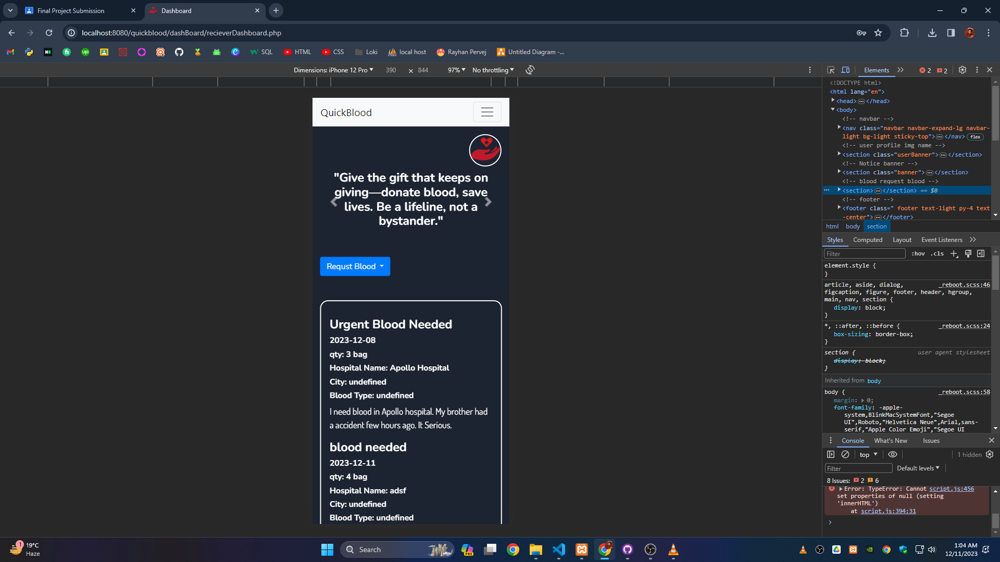 Final Project Submission
Dashboard
localhost:8080/quickblood/dashBoard/recieverDashboard.php
SQL
HTML
CSS
Loki
local host
Rayhan Pervej
Untitled Diagram -...
Dimensions: iPhone 12 Pro
390
×
844
97%
No throttling
Elements
2
2
QuickBlood
"Give the gift that keeps on
giving—donate blood, save
lives. Be a lifeline, not a
bystander."
Requst Blood
Urgent Blood Needed
2023-12-08
qty: 3 bag
Hospital Name: Apollo Hospital
City: undefined
Blood Type: undefined
I need blood in Apollo hospital. My brother had
a accident few hours ago. It Serious.
blood needed
2023-12-11
qty: 4 bag
Hospital Name: adsf
City: undefined
Blood Type: undefined
<!DOCTYPE html>
<html lang="en">
<head> ••• </head>
<body>
<!-- navbar -->
<nav class="navbar navbar-expand-lg navbar-
light bg-light sticky-top"> ••• </nav> flex
<!-- user profile img name -->
<section class="userBanner"> ••• </section>
<!-- Notice banner -->
<section class="banner"> ••• </section>
<!-- blood request blood -->
••• <section> ••• </section> == $0
<!-- footer -->
<footer class=" footer text-light py-4 text
-center"> ••• </footer>
html body section
Styles Computed Layout Event Listeners
Filter :hov .cls
element.style {
}
article, aside, dialog, _reboot.scss:46
figcaption, figure, footer, header, hgroup,
main, nav, section {
display: block;
}
*, ::after, ::before { _reboot.scss:24
box-sizing: border-box;
}
section { user agent stylesheet
display: block;
}
Inherited from body
body { _reboot.scss:58
margin: 0;
font-family: -apple-
system,BlinkMacSystemFont,"Segoe
UI",Roboto,"Helvetica Neue",Arial,sans-
serif,"Apple Color Emoji","Segoe UI
Console What's New Issues
top
1 hidden
Filter Default levels
8 Issues: 2 6
Error: TypeError: Cannot script.js:456
set properties of null (setting
'innerHTML')
at script.js:394:31
1
19°C
Haze
Search
PRE
1:04 AM
12/11/2023